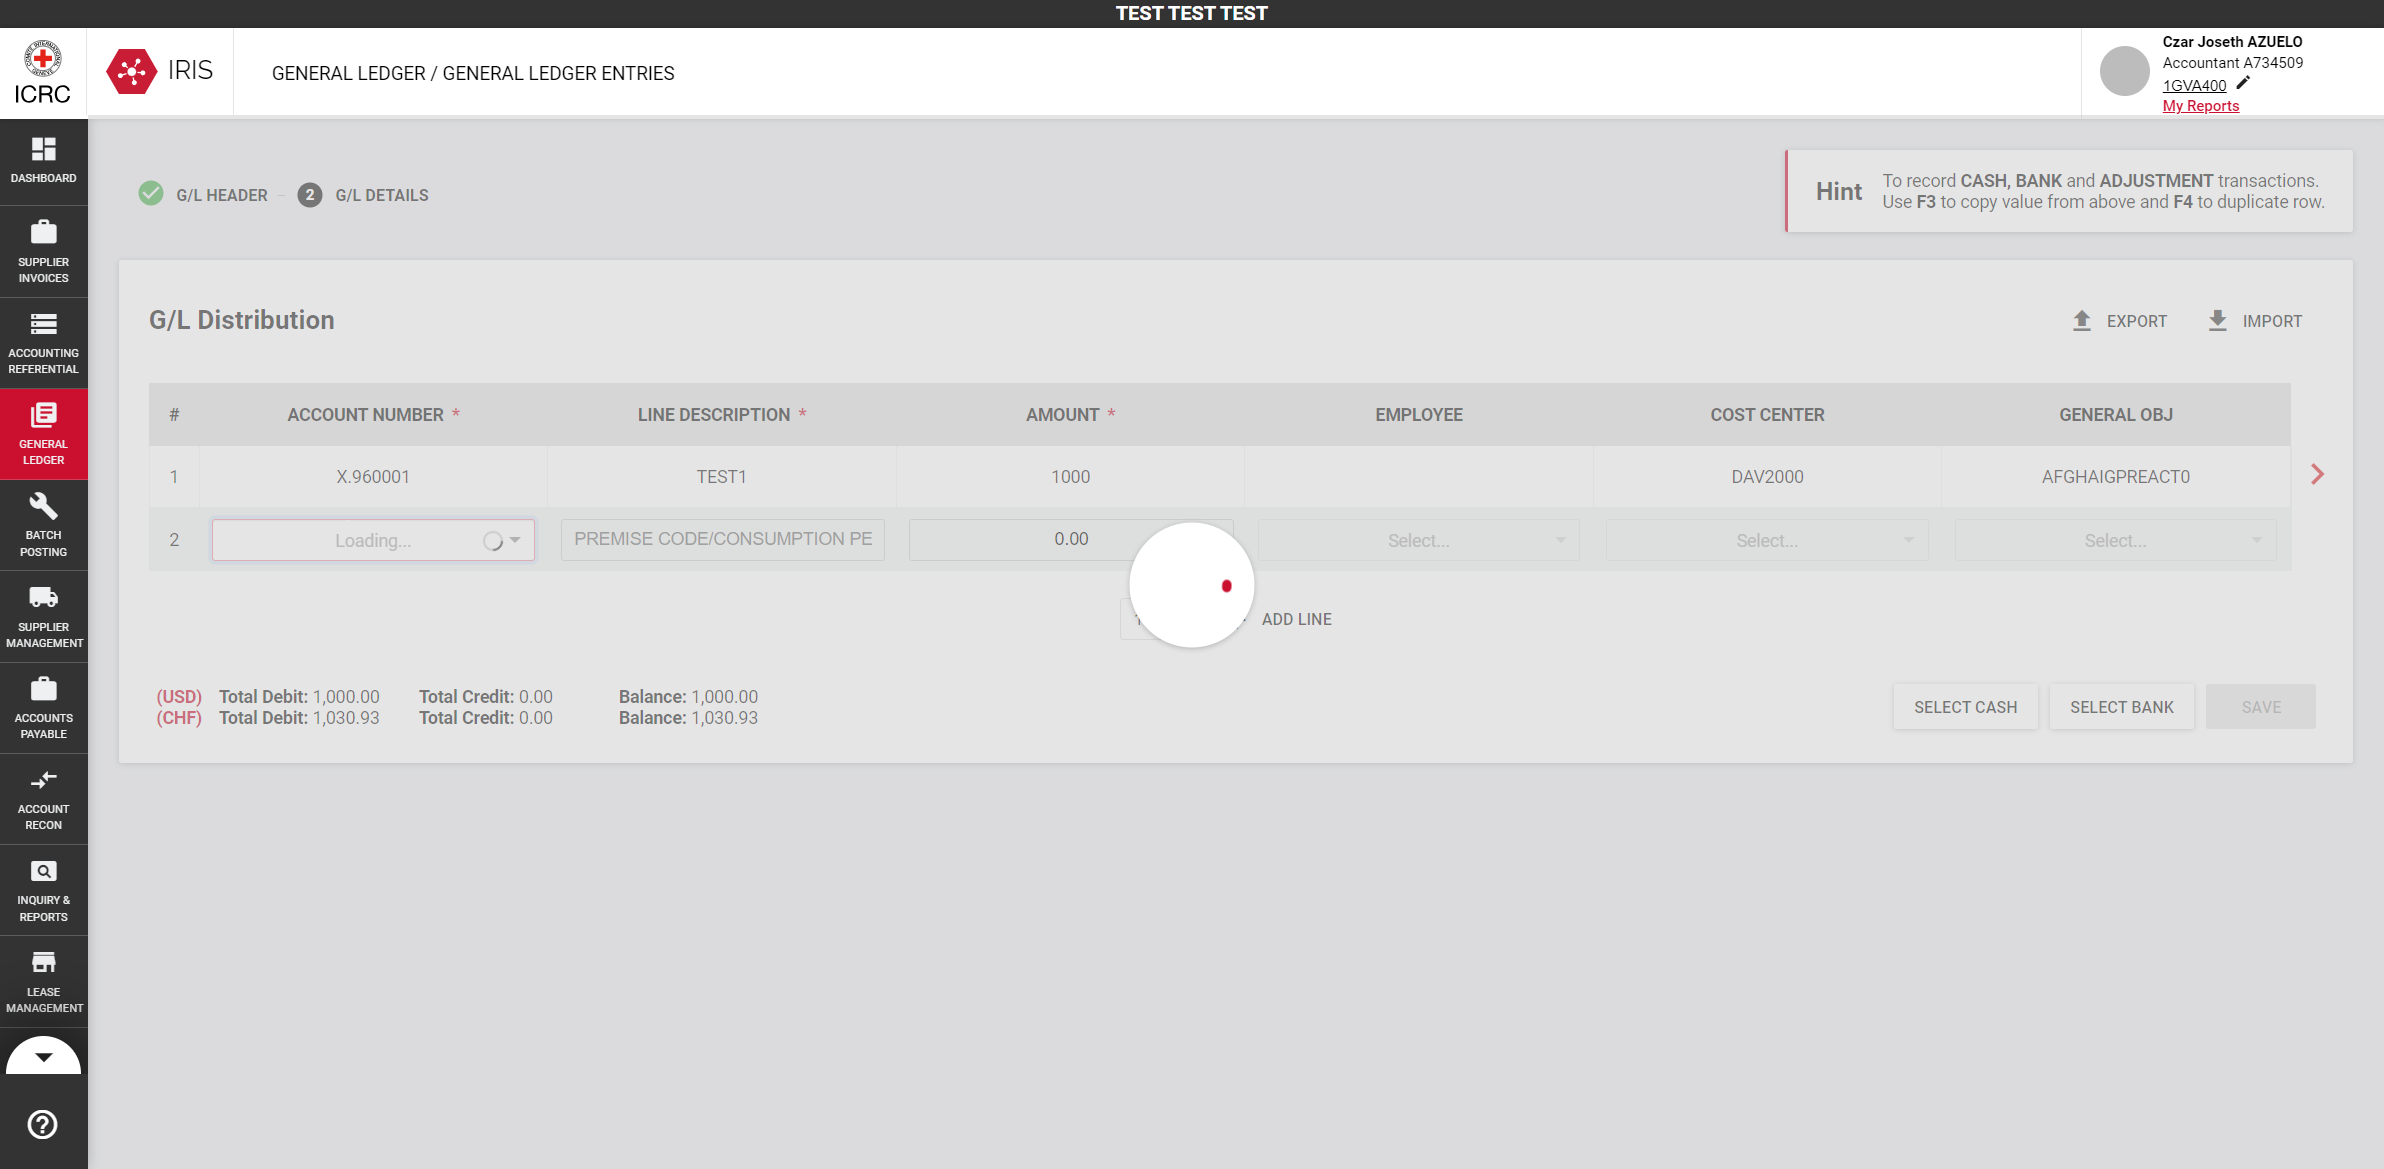 TEST TEST TEST
ICRC
IRIS
GENERAL LEDGER / GENERAL LEDGER ENTRIES
Czar Joseth AZUELO
Accountant A734509
1GVA400
My Reports
DASHBOARD
SUPPLIER
INVOICES
ACCOUNTING
REFERENTIAL
GENERAL
LEDGER
BATCH
POSTING
SUPPLIER
MANAGEMENT
ACCOUNTS
PAYABLE
ACCOUNT
RECON
INQUIRY &
REPORTS
LEASE
MANAGEMENT
G/L HEADER
2 G/L DETAILS
Hint
To record CASH, BANK and ADJUSTMENT transactions.
Use F3 to copy value from above and F4 to duplicate row.
G/L Distribution
EXPORT IMPORT
# ACCOUNT NUMBER * LINE DESCRIPTION * AMOUNT * EMPLOYEE COST CENTER GENERAL OBJ
1 X.960001 TEST1 1000 DAV2000 AFGHAIGPREACT0
2 Loading... PREMISE CODE/CONSUMPTION PE 0.00 Select... Select... Select...
ADD LINE
(USD) Total Debit: 1,000.00 Total Credit: 0.00 Balance: 1,000.00
(CHF) Total Debit: 1,030.93 Total Credit: 0.00 Balance: 1,030.93
SELECT CASH SELECT BANK SAVE